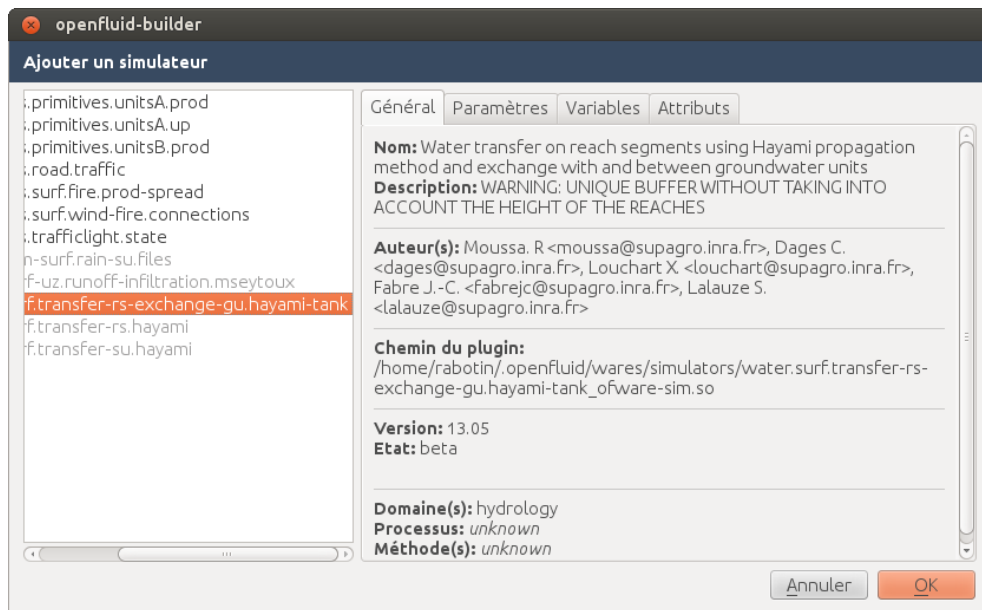 openfluid-builder
Ajouter un simulateur
s.primitives.unitsA.prod
s.primitives.unitsA.up
s.primitives.unitsB.prod
s.road.traffic
s.surf.fire.prod-spread
s.surf.wind-fire.connections
s.trafficlight.state
n-surf.rain-su.files
rf-uz.runoff-infiltration.mseytoux
rf.transfer-rs-exchange-gu.hayami-tank
rf.transfer-rs.hayami
rf.transfer-su.hayami
Général Paramètres Variables Attributs
Nom: Water transfer on reach segments using Hayami propagation
method and exchange with and between groundwater units
Description: WARNING: UNIQUE BUFFER WITHOUT TAKING INTO
ACCOUNT THE HEIGHT OF THE REACHES
Auteur(s): Moussa. R <moussa@supagro.inra.fr>, Dages C.
<dages@supagro.inra.fr>, Louchart X. <louchart@supagro.inra.fr>,
Fabre J.-C. <fabrejc@supagro.inra.fr>, Lalauze S.
<lalauze@supagro.inra.fr>
Chemin du plugin:
/home/rabotin/.openfluid/wares/simulators/water.surf.transfer-rs-
exchange-gu.hayami-tank_ofware-sim.so
Version: 13.05
Etat: beta
Domaine(s): hydrology
Processus: unknown
Méthode(s): unknown
Annuler OK